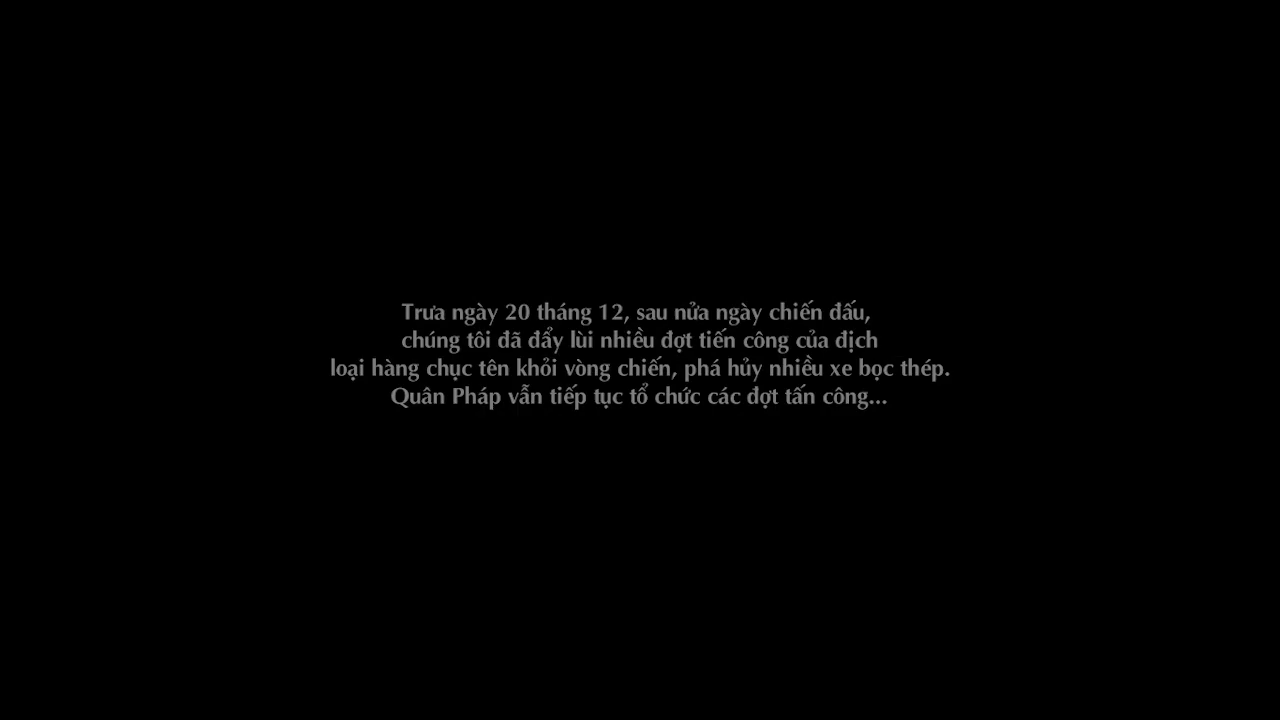 Trưa ngày 20 tháng 12, sau nửa ngày chiến đấu,
chúng tôi đã đẩy lùi nhiều đợt tiến công của địch
loại hàng chục tên khỏi vòng chiến, phá hủy nhiều xe bọc thép.
Quân Pháp vẫn tiếp tục tổ chức các đợt tấn công...